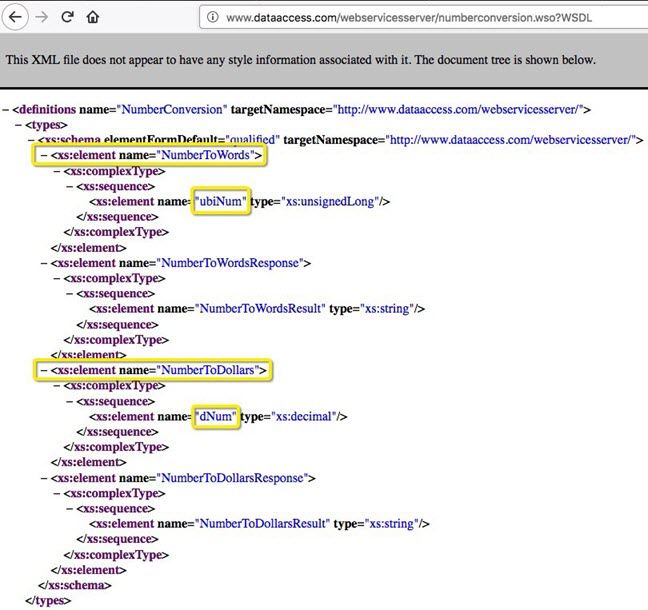 www.dataaccess.com/webservicesserver/numberconversion.wso?WSDL
This XML file does not appear to have any style information associated with it. The document tree is shown below.
– <definitions name="NumberConversion" targetNamespace="http://www.dataaccess.com/webservicesserver/">
– <types>
– <xs:schema elementFormDefault="qualified" targetNamespace="http://www.dataaccess.com/webservicesserver/">
– <xs:element name="NumberToWords">
– <xs:complexType>
– <xs:sequence>
<xs:element name="ubiNum" type="xs:unsignedLong"/>
</xs:sequence>
</xs:complexType>
</xs:element>
– <xs:element name="NumberToWordsResponse">
– <xs:complexType>
– <xs:sequence>
<xs:element name="NumberToWordsResult" type="xs:string"/>
</xs:sequence>
</xs:complexType>
</xs:element>
– <xs:element name="NumberToDollars">
– <xs:complexType>
– <xs:sequence>
<xs:element name="dNum" type="xs:decimal"/>
</xs:sequence>
</xs:complexType>
</xs:element>
– <xs:element name="NumberToDollarsResponse">
– <xs:complexType>
– <xs:sequence>
<xs:element name="NumberToDollarsResult" type="xs:string"/>
</xs:sequence>
</xs:complexType>
</xs:element>
</xs:schema>
</types>